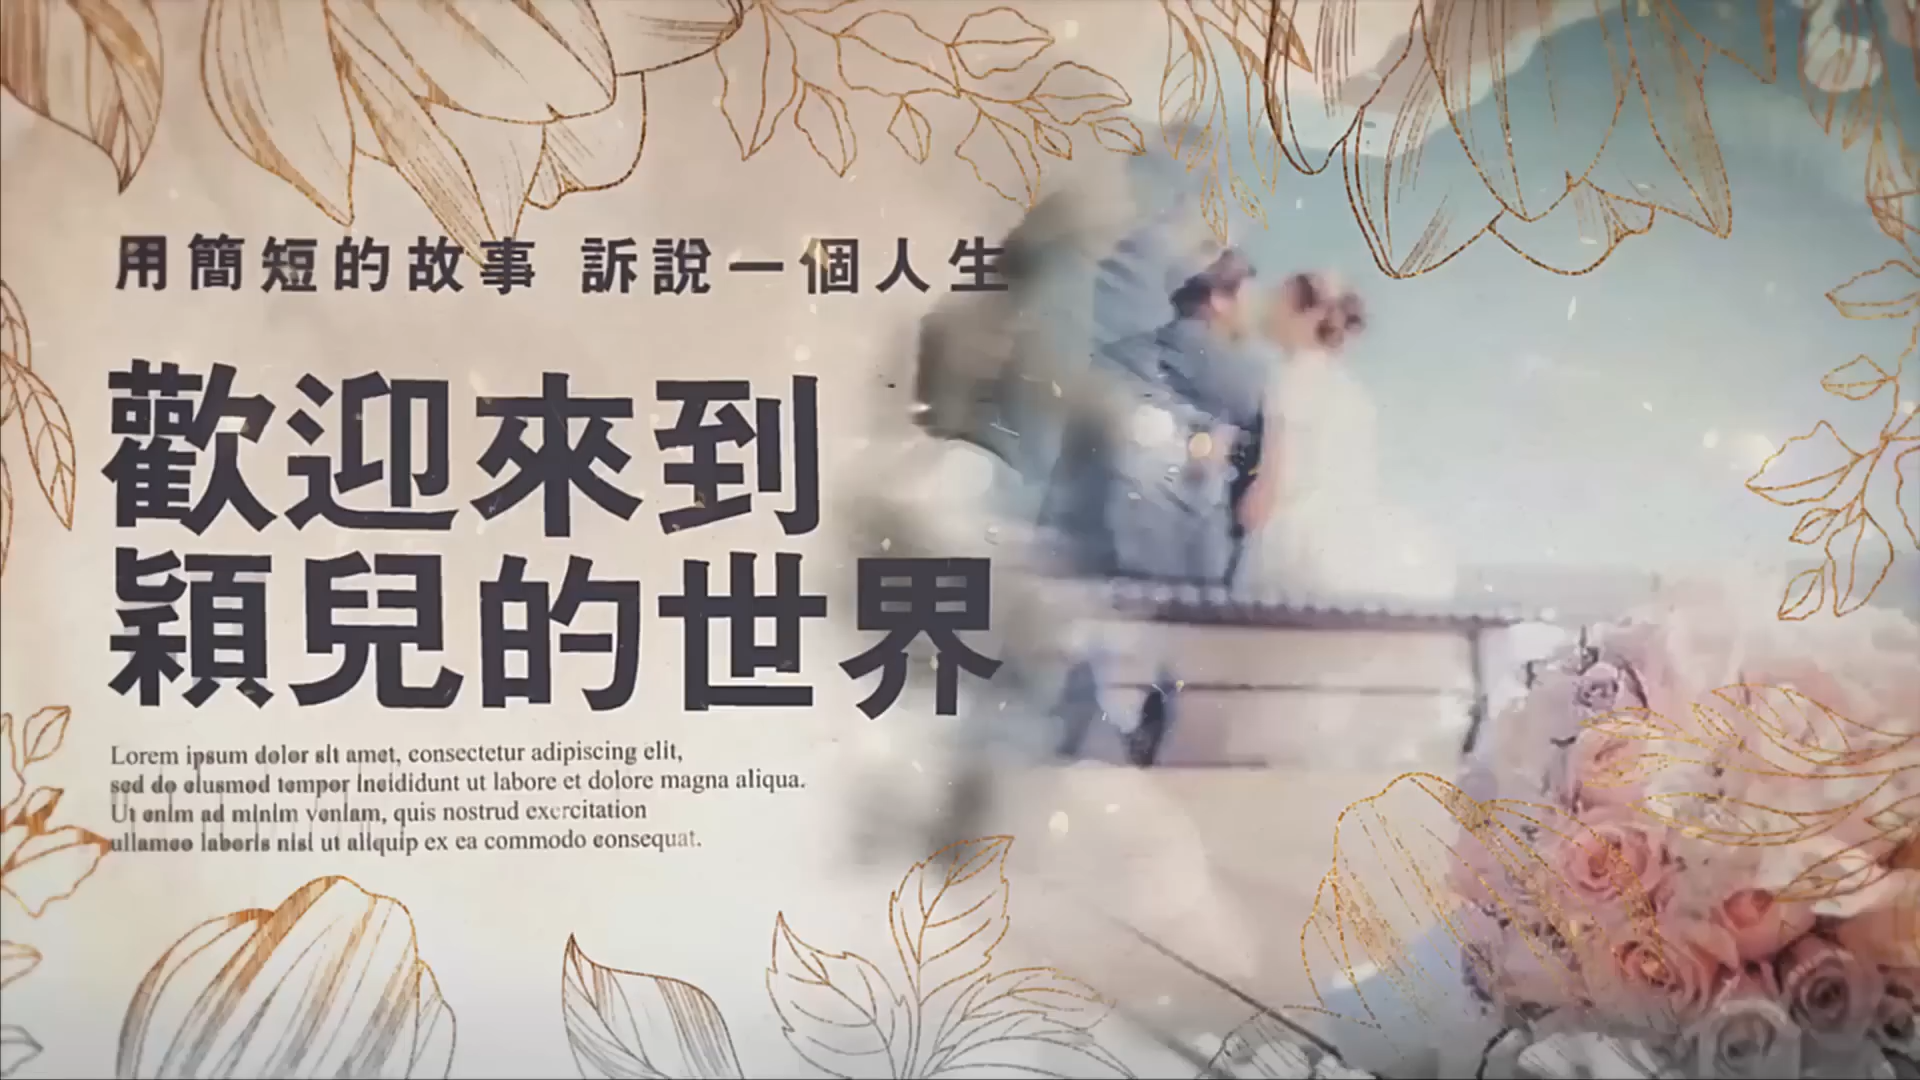 用簡短的故事 訴說一個人生
歡迎來到
穎兒的世界
Lorem ipsum dolor sit amet, consectetur adipiscing elit,
sed do eiusmod tempor incididunt ut labore et dolore magna aliqua.
Ut enim ad minim veniam, quis nostrud exercitation
ullamco laboris nisi ut aliquip ex ea commodo consequat.